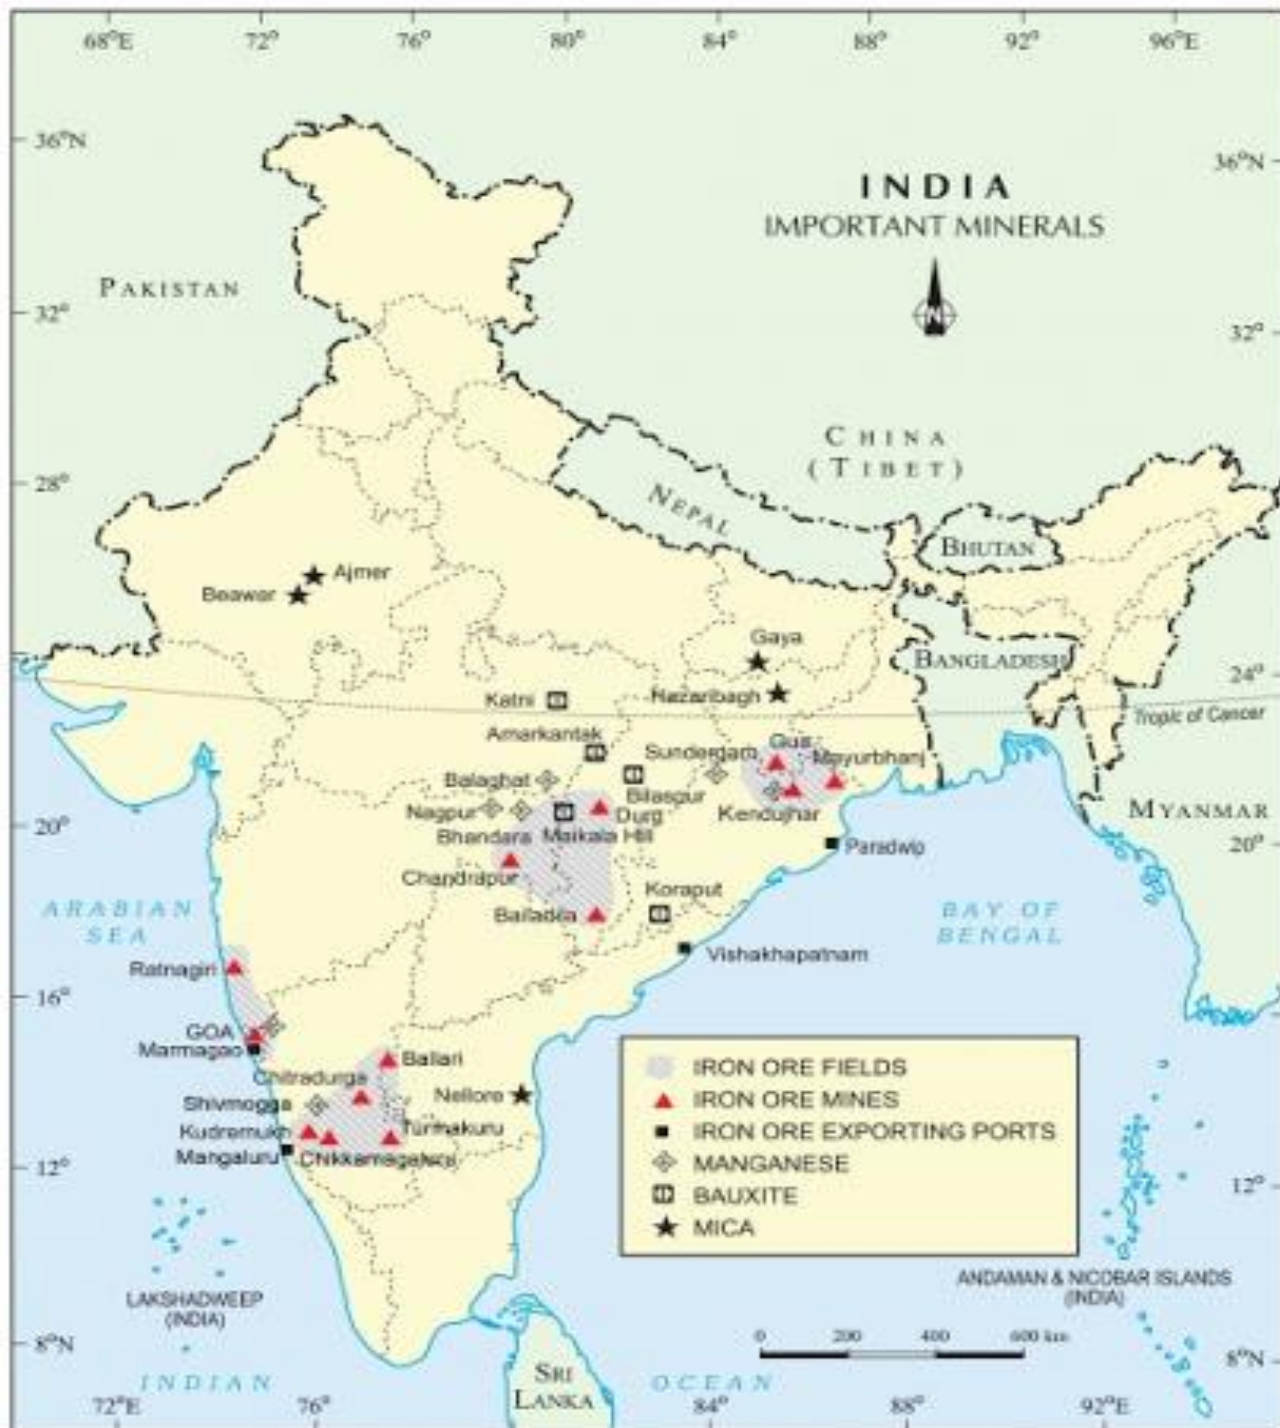 68°E 72° 76° 80° 84° 88° 92° 96°E
36°N
36°N
INDIA
IMPORTANT MINERALS
N
PAKISTAN
32°
32°
CHINA
(TIBET)
28°
NEPAL
BHUTAN
Ajmer
Beawer
Gaya
BANGLADESH
24°
Katni
Hazaribagh
Tropic of Cancer
Amarkantak
Sundergarh
Gua
Mayurbhanj
Balaghat
Bilasgur
Nagpur
Durg
Kendujhar
MYANMAR
20°
Bhandara
Maikala Hill
Paradwip
20°
Chandrapur
Koraput
ARABIAN
SEA
Bailadila
BAY OF
BENGAL
Vishakhapatnam
Ratnagiri
16°
GOA
Marmagao
Ballari
Chitradurga
Nellore
Shivmogga
Kudremukh
Tumakuru
Mangaluru
Chikkamagaluru
12°
IRON ORE FIELDS
IRON ORE MINES
IRON ORE EXPORTING PORTS
MANGANESE
BAUXITE
MICA
12°
LAKSHADWEEP
(INDIA)
ANDAMAN & NICOBAR ISLANDS
(INDIA)
0 200 400 600 km
8°N
8°N
SRI
LANKA
INDIAN OCEAN
72°E 76° 84° 88° 92°E